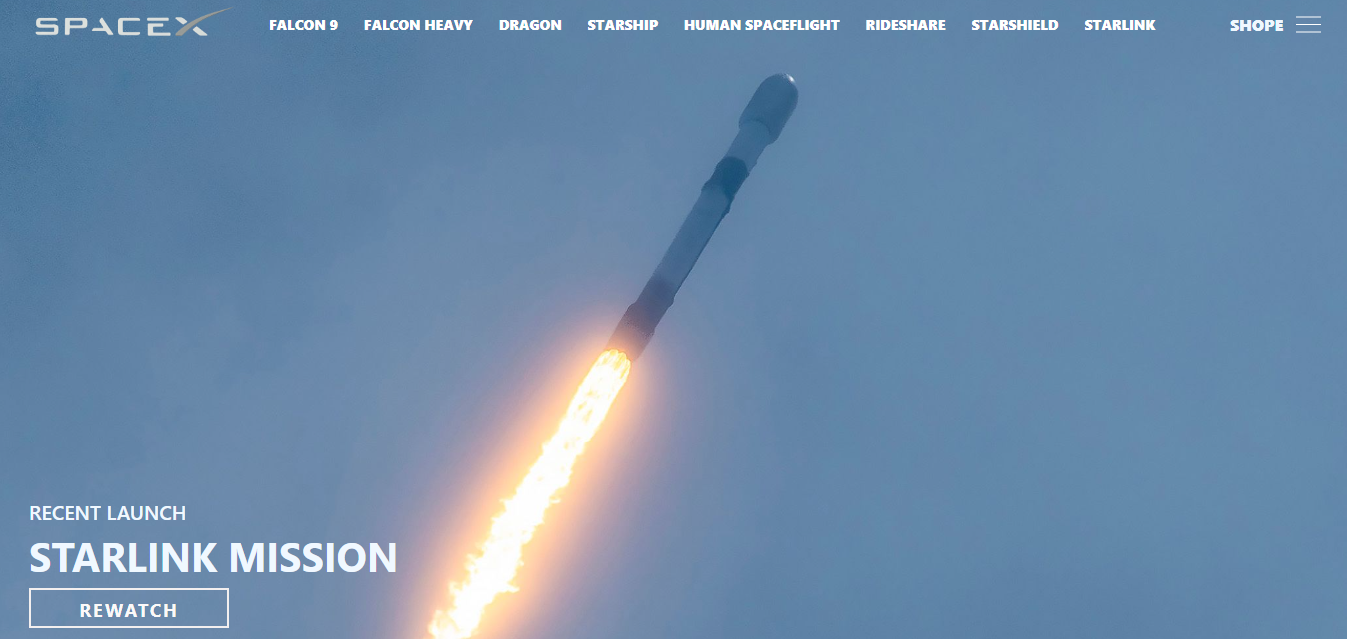 SPACEX FALCON 9 FALCON HEAVY DRAGON STARSHIP HUMAN SPACEFLIGHT RIDESHARE STARSHIELD STARLINK SHOPE
RECENT LAUNCH
STARLINK MISSION
REWATCH